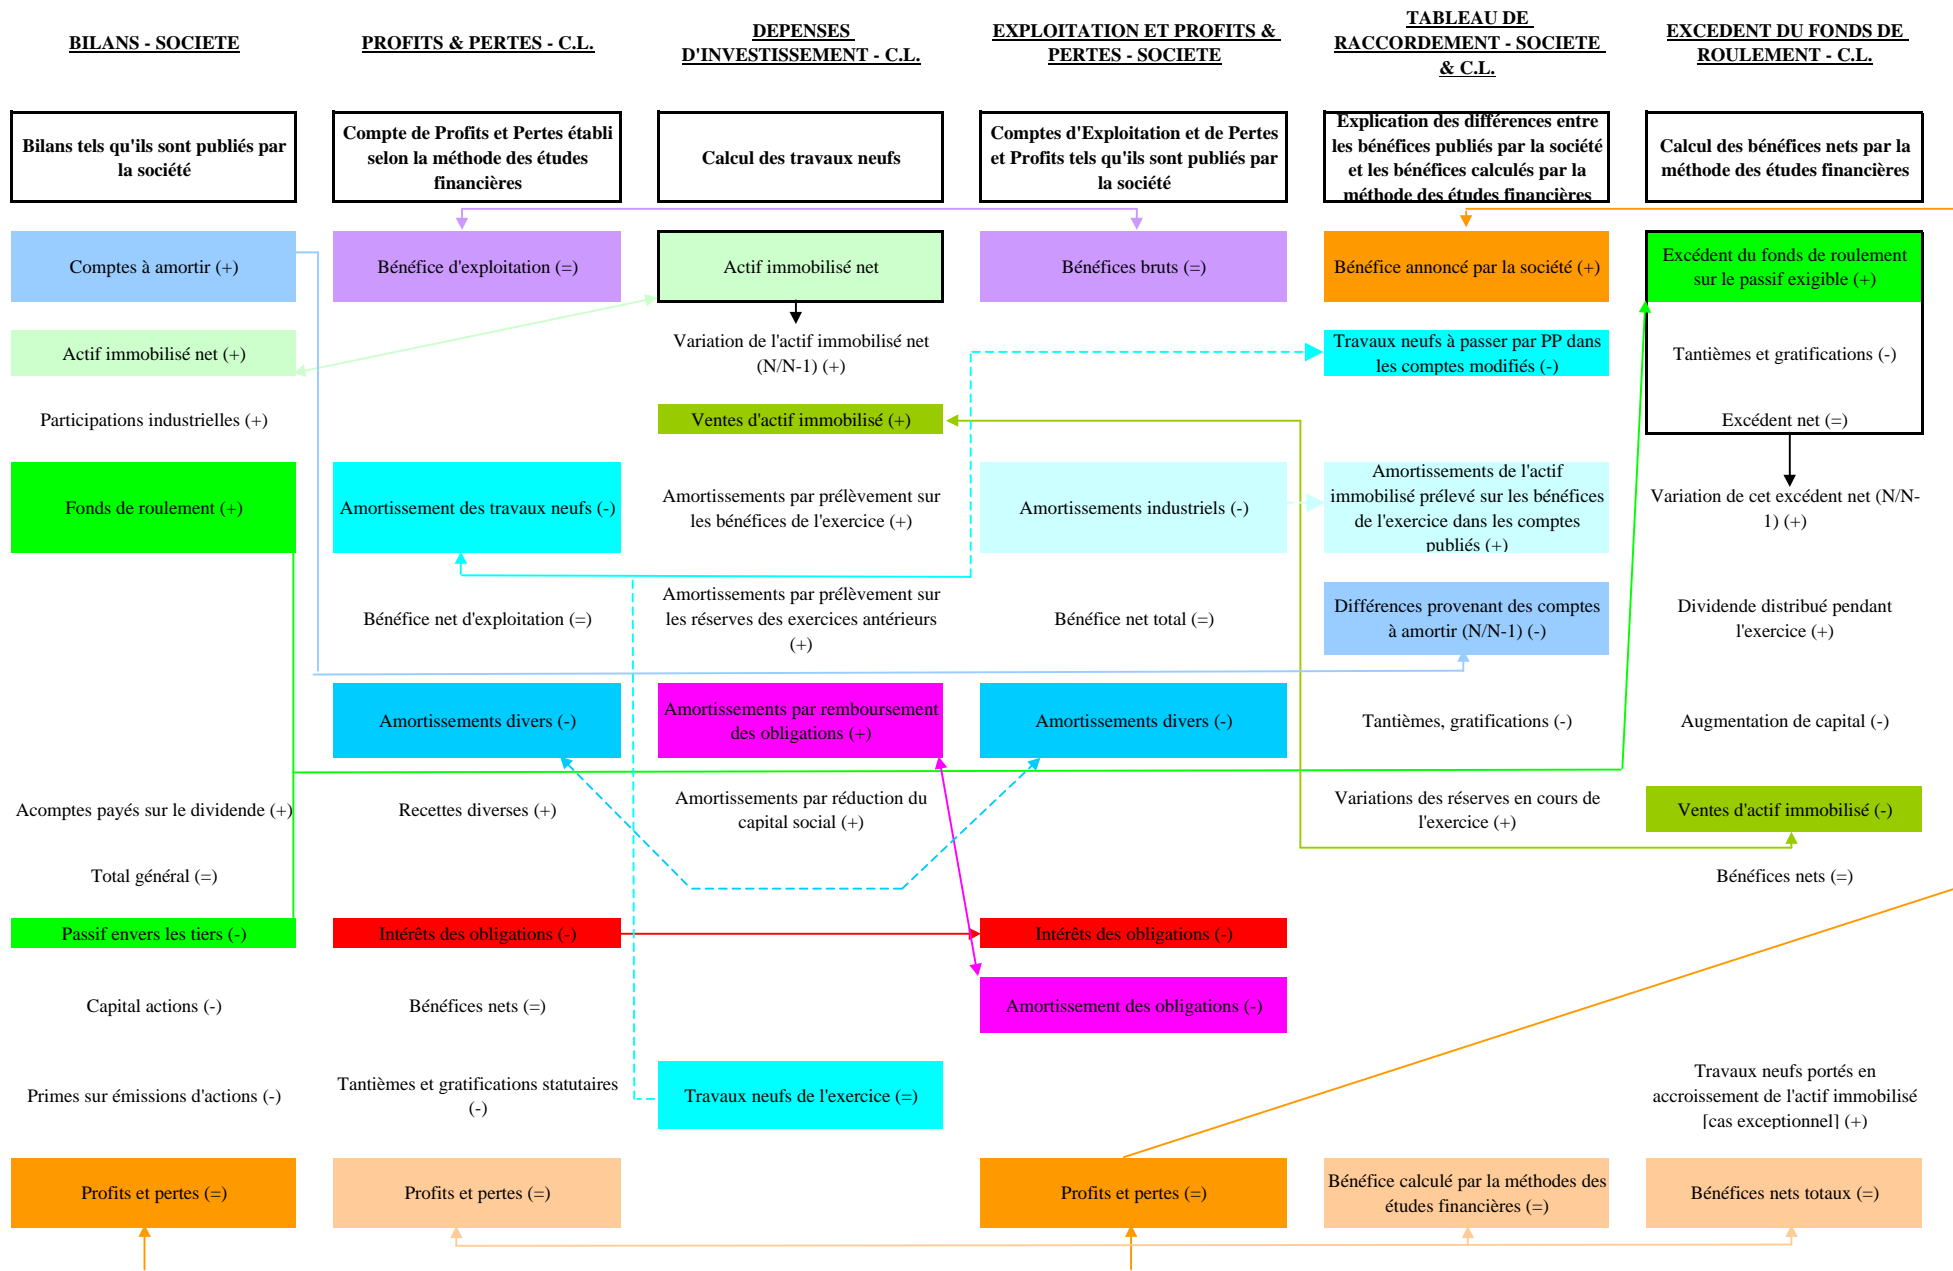 BILANS - SOCIETE
PROFITS & PERTES - C.L.
DEPENSES
D'INVESTISSEMENT - C.L.
EXPLOITATION ET PROFITS &
PERTES - SOCIETE
TABLEAU DE
RACCORDEMENT - SOCIETE
& C.L.
EXCEDENT DU FONDS DE
ROULEMENT - C.L.
Bilans tels qu'ils sont publiés par
la société
Compte de Profits et Pertes établi
selon la méthode des études
financières
Calcul des travaux neufs
Comptes d'Exploitation et de Pertes
et Profits tels qu'ils sont publiés par
la société
Explication des différences entre
les bénéfices publiés par la société
et les bénéfices calculés par la
méthode des études financières
Calcul des bénéfices nets par la
méthode des études financières
Comptes à amortir (+)
Bénéfice d'exploitation (=)
Actif immobilisé net
Bénéfices bruts (=)
Bénéfice annoncé par la société (+)
Excédent du fonds de roulement
sur le passif exigible (+)
Actif immobilisé net (+)
Variation de l'actif immobilisé net
(N/N-1) (+)
Travaux neufs à passer par PP dans
les comptes modifiés (-)
Tantièmes et gratifications (-)
Participations industrielles (+)
Ventes d'actif immobilisé (+)
Excédent net (=)
Fonds de roulement (+)
Amortissement des travaux neufs (-)
Amortissements par prélèvement sur
les bénéfices de l'exercice (+)
Amortissements industriels (-)
Amortissements de l'actif
immobilisé prélevé sur les bénéfices
de l'exercice dans les comptes
publiés (+)
Variation de cet excédent net (N/N-
1) (+)
Bénéfice net d'exploitation (=)
Amortissements par prélèvement sur
les réserves des exercices antérieurs
(+)
Bénéfice net total (=)
Différences provenant des comptes
à amortir (N/N-1) (-)
Dividende distribué pendant
l'exercice (+)
Amortissements divers (-)
Amortissements par remboursement
des obligations (+)
Amortissements divers (-)
Tantièmes, gratifications (-)
Augmentation de capital (-)
Acomptes payés sur le dividende (+)
Recettes diverses (+)
Amortissements par réduction du
capital social (+)
Variations des réserves en cours de
l'exercice (+)
Ventes d'actif immobilisé (-)
Total général (=)
Bénéfices nets (=)
Passif envers les tiers (-)
Intérêts des obligations (-)
Intérêts des obligations (-)
Capital actions (-)
Bénéfices nets (=)
Amortissement des obligations (-)
Primes sur émissions d'actions (-)
Tantièmes et gratifications statutaires
(-)
Travaux neufs de l'exercice (=)
Travaux neufs portés en
accroissement de l'actif immobilisé
[cas exceptionnel] (+)
Profits et pertes (=)
Profits et pertes (=)
Profits et pertes (=)
Bénéfice calculé par la méthodes des
études financières (=)
Bénéfices nets totaux (=)